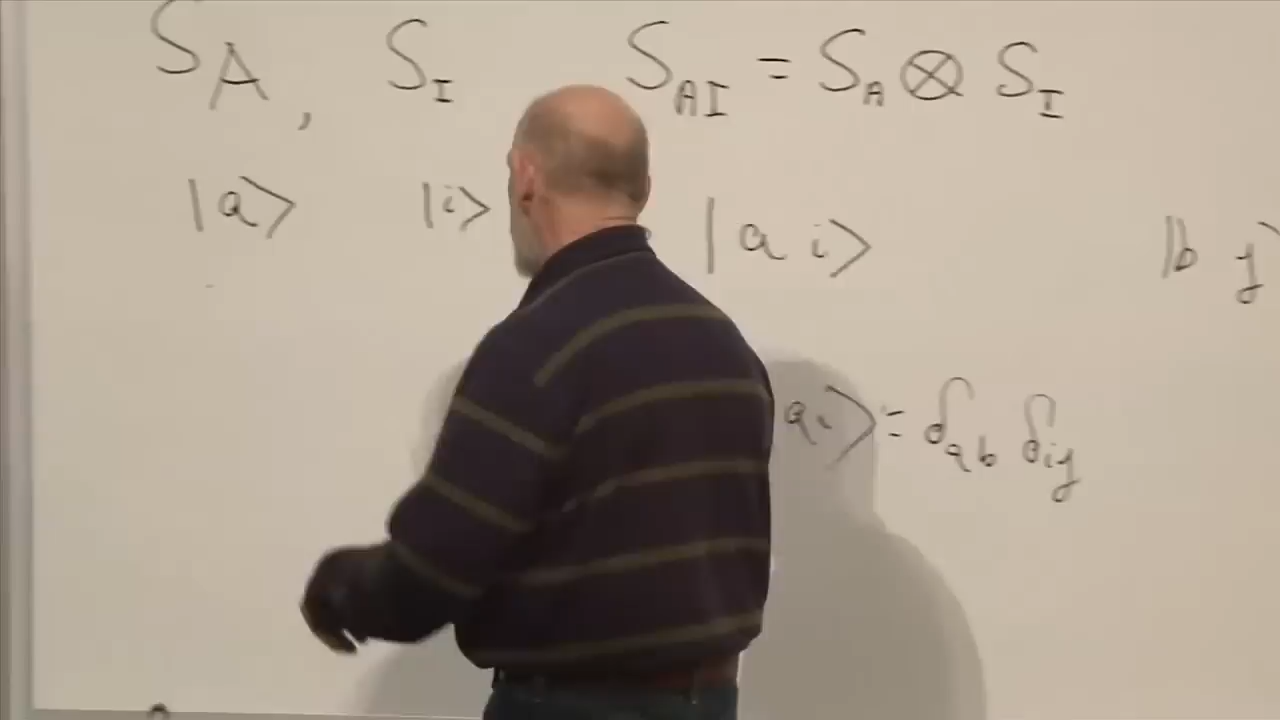 S_A, S_I S_AI = S_A ⊗ S_I
|a> |i> |a i> |b j
a i> = δ_ab δ_ij